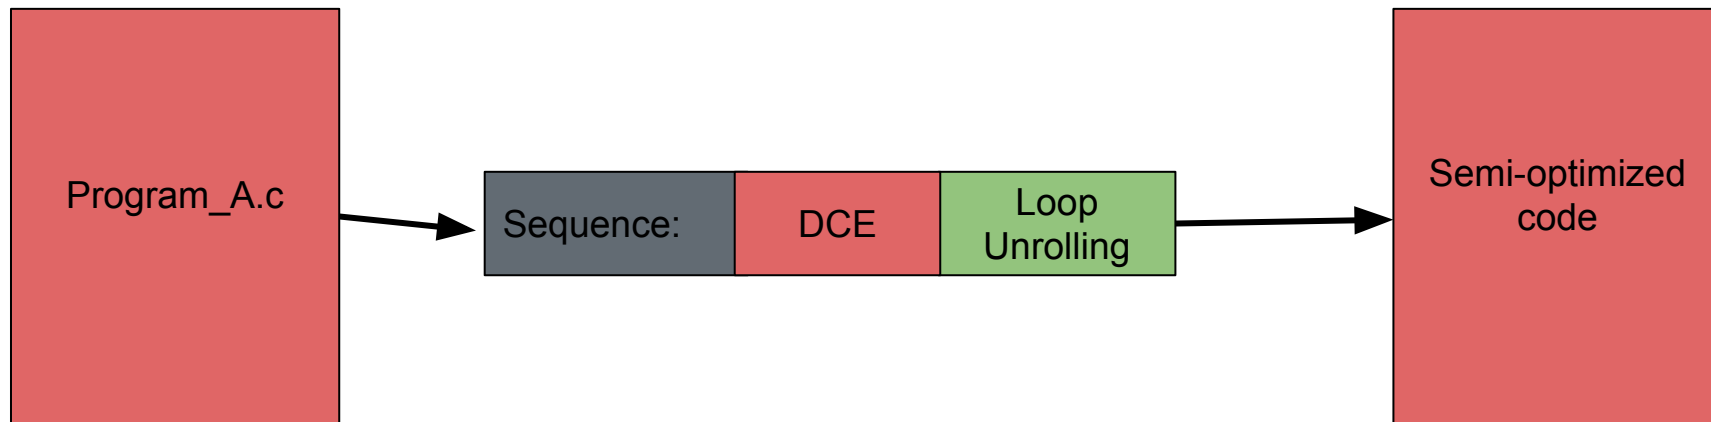 Program_A.c
Sequence:
DCE
Loop
Unrolling
Semi-optimized
code